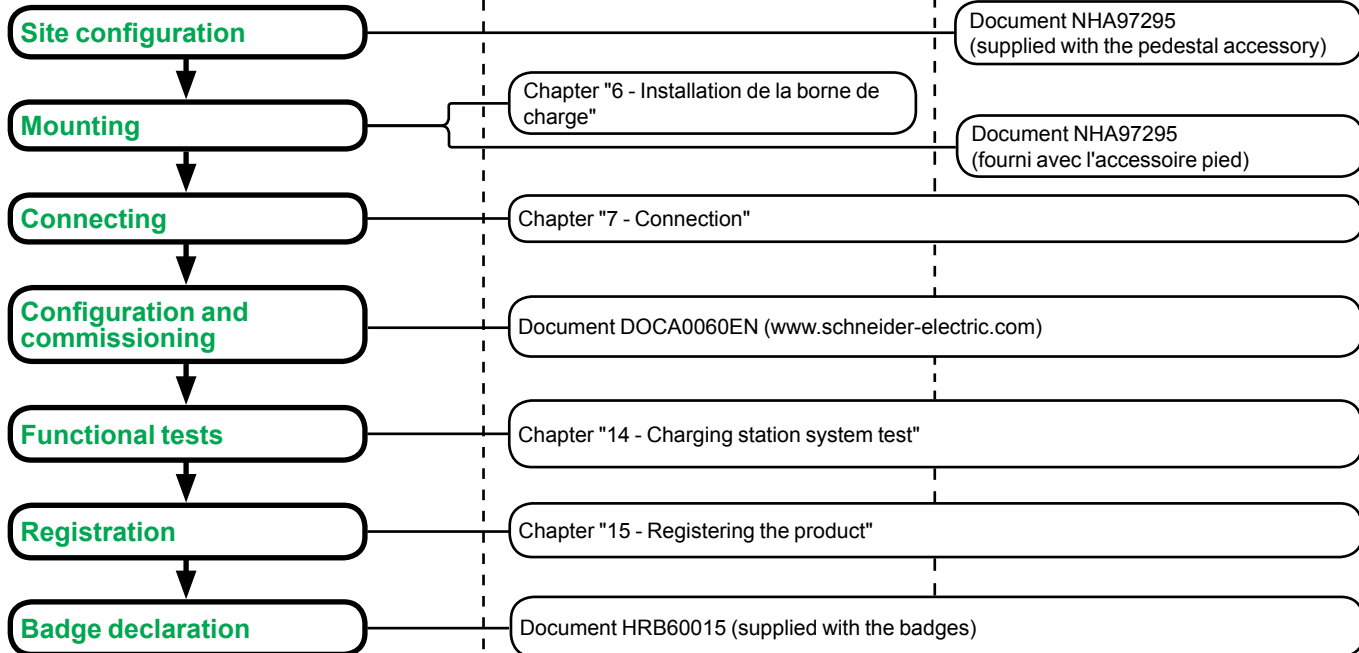 Site configuration
Document NHA97295
(supplied with the pedestal accessory)
Mounting
Chapter "6 - Installation de la borne de
charge"
Document NHA97295
(fourni avec l'accessoire pied)
Connecting
Chapter "7 - Connection"
Configuration and
commissioning
Document DOCA0060EN (www.schneider-electric.com)
Functional tests
Chapter "14 - Charging station system test"
Registration
Chapter "15 - Registering the product"
Badge declaration
Document HRB60015 (supplied with the badges)